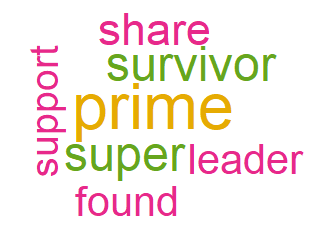 share
survivor
support
prime
super
leader
found